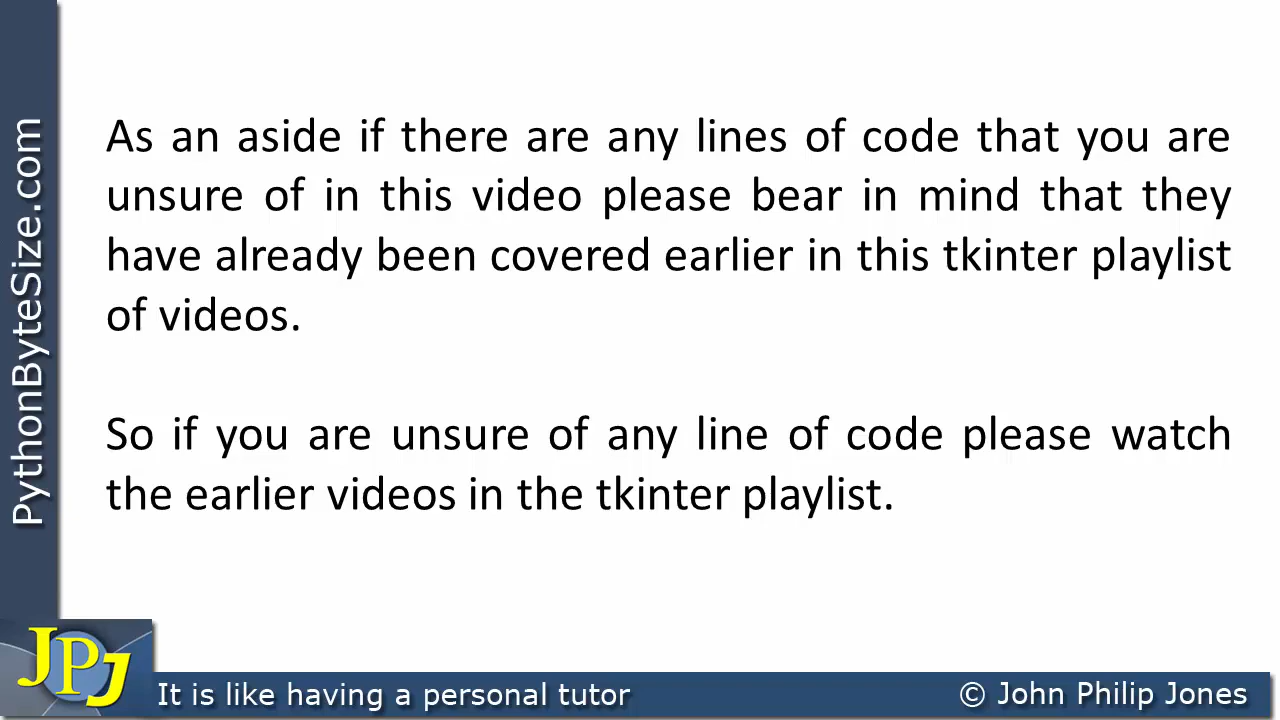 As an aside if there are any lines of code that you are
unsure of in this video please bear in mind that they
have already been covered earlier in this tkinter playlist
of videos.
So if you are unsure of any line of code please watch
the earlier videos in the tkinter playlist.
PythonByteSize.com
JPJ
It is like having a personal tutor
© John Philip Jones